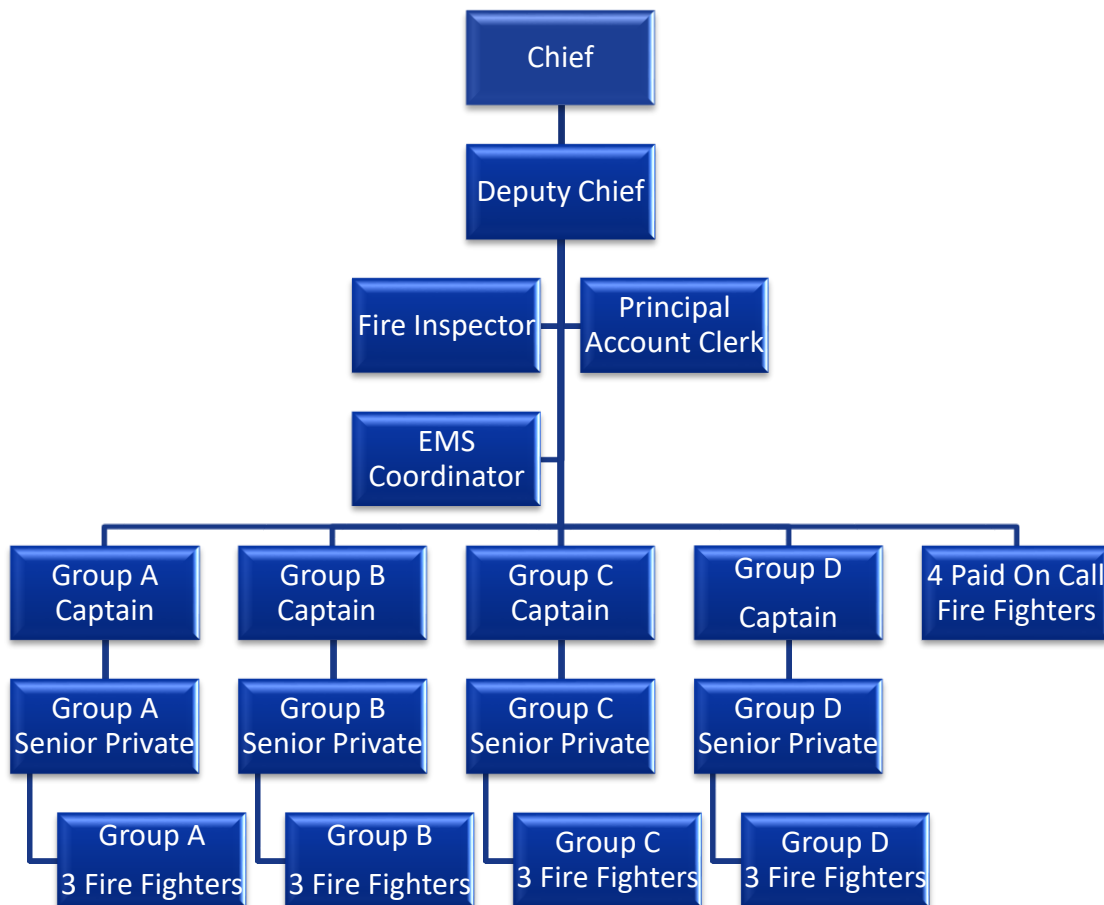 Chief
Deputy Chief
Fire Inspector
Principal
Account Clerk
EMS
Coordinator
Group A
Captain
Group B
Captain
Group C
Captain
Group D
Captain
4 Paid On Call
Fire Fighters
Group A
Senior Private
Group B
Senior Private
Group C
Senior Private
Group D
Senior Private
Group A
3 Fire Fighters
Group B
3 Fire Fighters
Group C
3 Fire Fighters
Group D
3 Fire Fighters